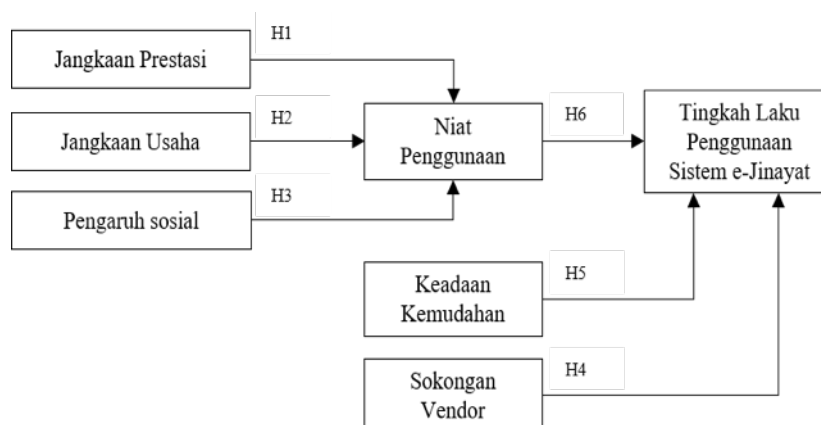 H1
Jangkaan Prestasi
H2
Jangkaan Usaha
H3
Pengaruh sosial
Niat
Penggunaan
H6
Tingkah Laku
Penggunaan
Sistem e-Jinayat
H5
Keadaan
Kemudahan
H4
Sokongan
Vendor